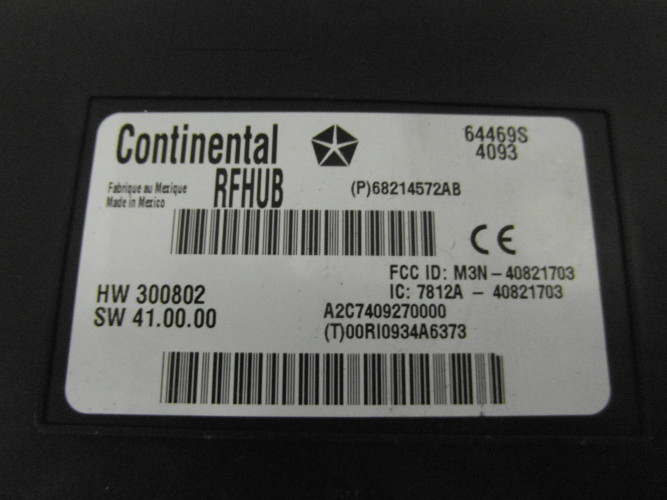 Continental
RFHUB
64469S
4093
Fabrique au Mexique
Made in Mexico
(P)68214572AB
CE
FCC ID: M3N-40821703
IC: 7812A - 40821703
HW 300802
SW 41.00.00
A2C7409270000
(T)00RI0934A6373